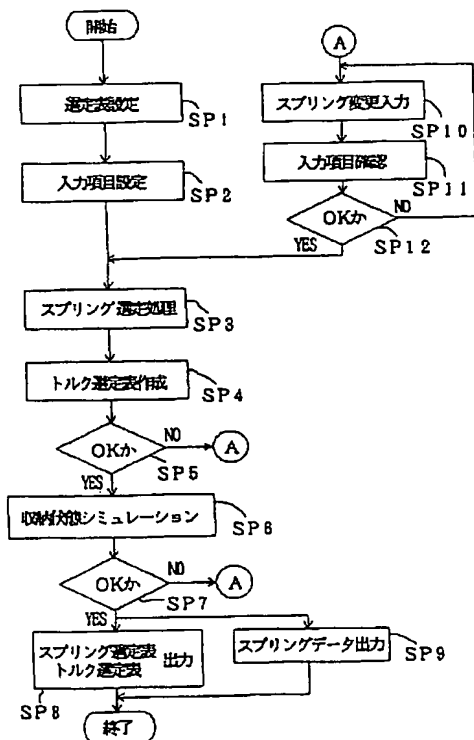 開始
選定表設定
SP1
入力項目設定
SP2
A
スプリング変更入力
SP10
入力項目確認
SP11
OKか
NO
SP12
YES
スプリング選定処理
SP3
トルク選定表作成
SP4
OKか
NO
A
SP5
YES
収納状態シミュレーション
SP6
OKか
NO
A
SP7
YES
スプリング選定表
トルク選定表
出力
SP8
スプリングデータ出力
SP9
終了